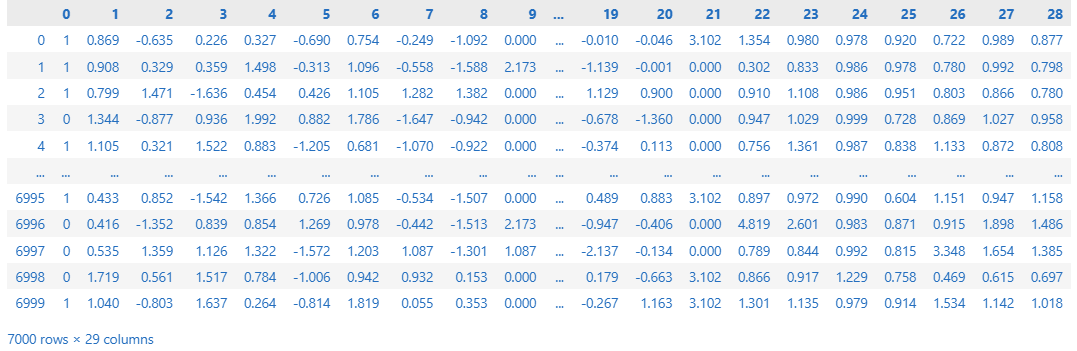 0 1 2 3 4 5 6 7 8 9 ... 19 20 21 22 23 24 25 26 27 28
0 1 0.869 -0.635 0.226 0.327 -0.690 0.754 -0.249 -1.092 0.000 ... -0.010 -0.046 3.102 1.354 0.980 0.978 0.920 0.722 0.989 0.877
1 1 0.908 0.329 0.359 1.498 -0.313 1.096 -0.558 -1.588 2.173 ... -1.139 -0.001 0.000 0.302 0.833 0.986 0.978 0.780 0.992 0.798
2 1 0.799 1.471 -1.636 0.454 0.426 1.105 1.282 1.382 0.000 ... 1.129 0.900 0.000 0.910 1.108 0.986 0.951 0.803 0.866 0.780
3 0 1.344 -0.877 0.936 1.992 0.882 1.786 -1.647 -0.942 0.000 ... -0.678 -1.360 0.000 0.947 1.029 0.999 0.728 0.869 1.027 0.958
4 1 1.105 0.321 1.522 0.883 -1.205 0.681 -1.070 -0.922 0.000 ... -0.374 0.113 0.000 0.756 1.361 0.987 0.838 1.133 0.872 0.808
... ... ... ... ... ... ... ... ... ... ... ... ... ... ... ... ... ... ... ... ... ...
6995 1 0.433 0.852 -1.542 1.366 0.726 1.085 -0.534 -1.507 0.000 ... 0.489 0.883 3.102 0.897 0.972 0.990 0.604 1.151 0.947 1.158
6996 0 0.416 -1.352 0.839 0.854 1.269 0.978 -0.442 -1.513 2.173 ... -0.947 -0.406 0.000 4.819 2.601 0.983 0.871 0.915 1.898 1.486
6997 0 0.535 1.359 1.126 1.322 -1.572 1.203 1.087 -1.301 1.087 ... -2.137 -0.134 0.000 0.789 0.844 0.992 0.815 3.348 1.654 1.385
6998 0 1.719 0.561 1.517 0.784 -1.006 0.942 0.932 0.153 0.000 ... 0.179 -0.663 3.102 0.866 0.917 1.229 0.758 0.469 0.615 0.697
6999 1 1.040 -0.803 1.637 0.264 -0.814 1.819 0.055 0.353 0.000 ... -0.267 1.163 3.102 1.301 1.135 0.979 0.914 1.534 1.142 1.018
7000 rows × 29 columns